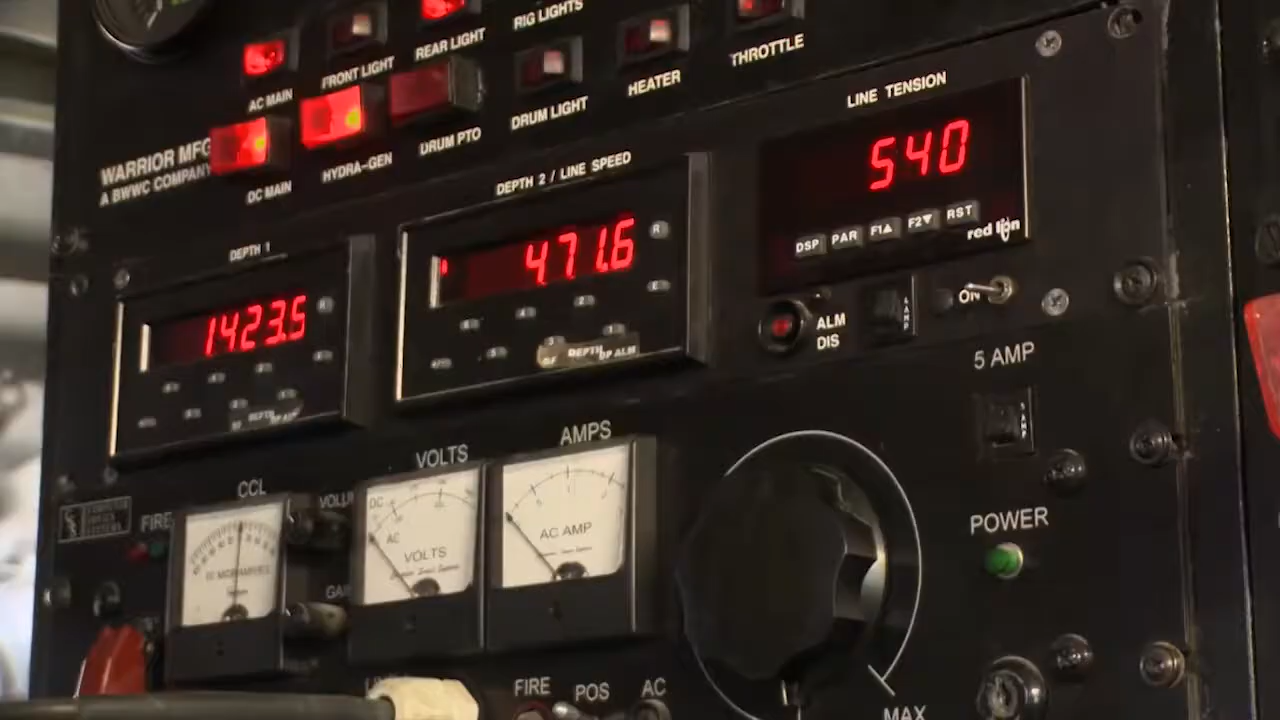 RIG LIGHTS
REAR LIGHT
THROTTLE
FRONT LIGHT
HEATER
AC MAIN
DRUM LIGHT
DRUM PTO
LINE TENSION
WARRIOR MFG
A BWWC COMPANY
HYDRA-GEN
DC MAIN
DEPTH 2 / LINE SPEED
540
DSP PAR F1▲ F2▼ RST
red lion
DEPTH 1
471.6
1423.5
ON
ALM
DIS
DEPTH
5 AMP
AMPS
VOLTS
CCL
FIRE
DC
AC
VOLTS
AC AMP
POWER
FIRE POS AC
MAX